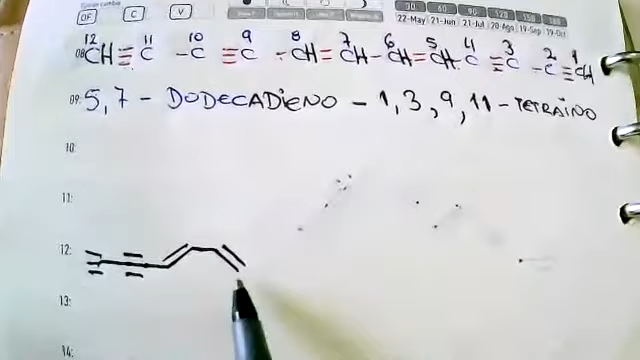 30 60 90 120 150 180
OF C V
22-May 21-Jun 21-Jul 20-Ago 19-Sep 19-Oct
12 11 10 9 8 7 6 5 4 3 2 1
08: CH ≡ C - C ≡ C - CH = CH - CH = CH - C ≡ C - C ≡ CH
09: 5,7 - DODECADIENO - 1,3,9,11 - TETRAÍNO
10:
11:
12:
13:
14: